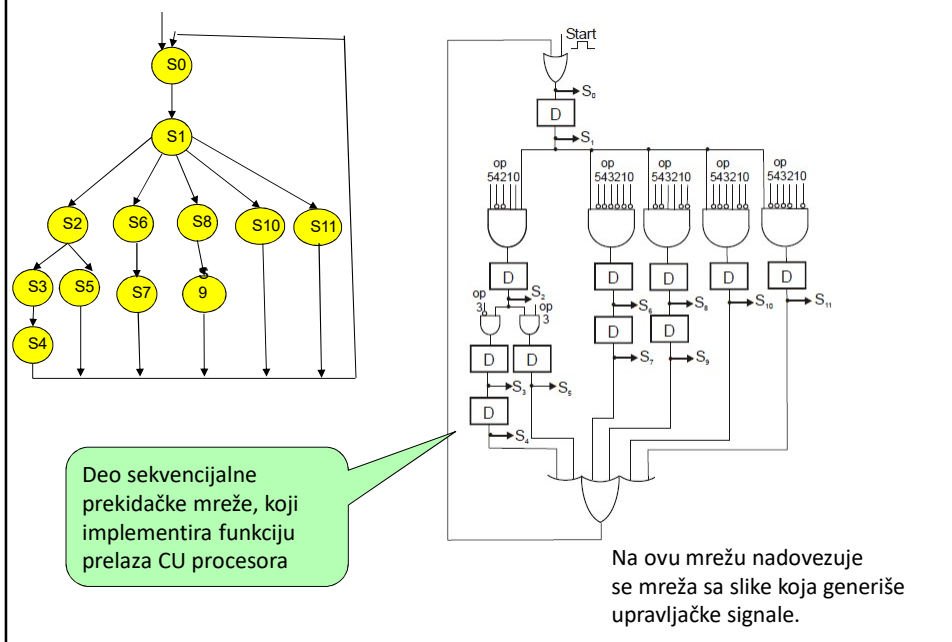 S0
S1
S2
S6
S8
S10
S11
S3
S5
S7
S
9
S4
Start
S₀
D
S₁
op
54210
op
543210
op
543210
op
543210
op
543210
D
D
D
D
D
S₂
S₆
S₈
S₁₀
S₁₁
op
3
op
3
D
D
D
D
S₃
S₅
S₇
S₉
D
S₄
Deo sekvencijalne
prekidačke mreže, koji
implementira funkciju
prelaza CU procesora
Na ovu mrežu nadovezuje
se mreža sa slike koja generiše
upravljačke signale.